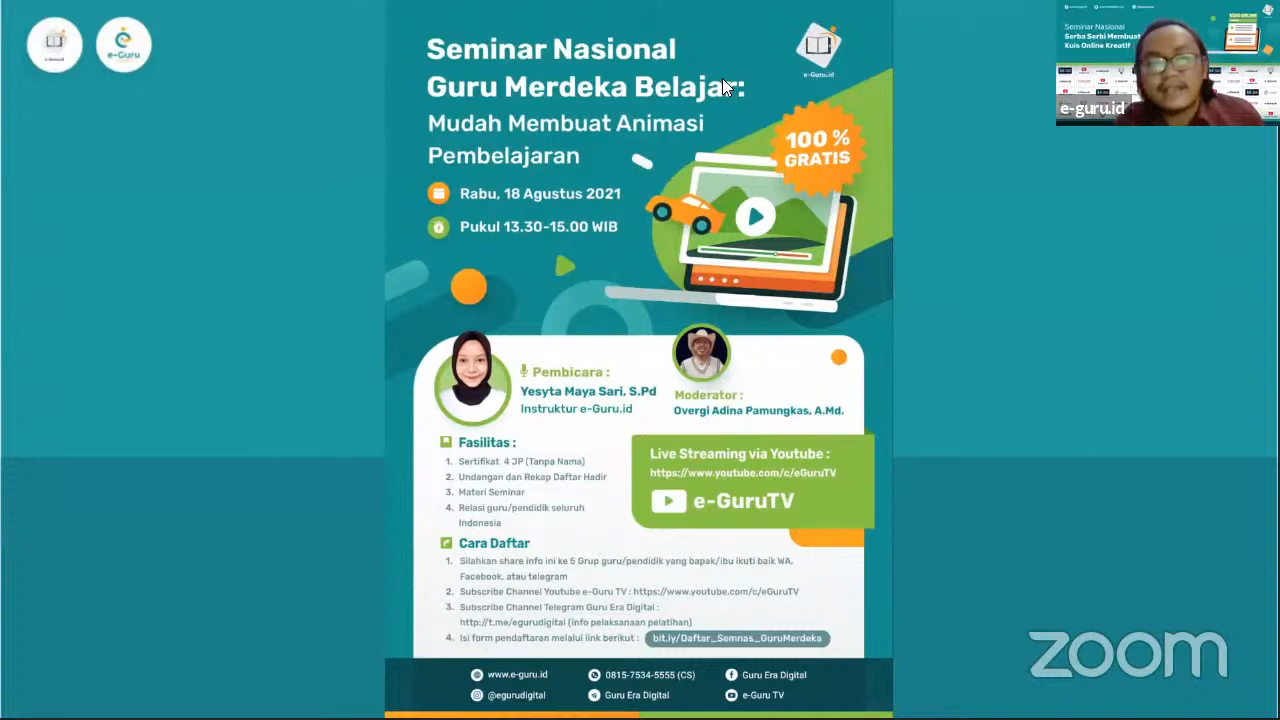 e-Guru
Seminar Nasional
Guru Merdeka Belajar:
Mudah Membuat Animasi
Pembelajaran
Rabu, 18 Agustus 2021
Pukul 13.30-15.00 WIB
e-Guru.id
100 %
GRATIS
Pembicara :
Yesyta Maya Sari, S.Pd
Instruktur e-Guru.id
Moderator :
Overgi Adina Pamungkas, A.Md.
Fasilitas :
1. Sertifikat 4 JP (Tanpa Nama)
2. Undangan dan Rekap Daftar Hadir
3. Materi Seminar
4. Relasi guru/pendidik seluruh
Indonesia
Live Streaming via Youtube :
https://www.youtube.com/c/eGuruTV
e-GuruTV
Cara Daftar
1. Silahkan share info ini ke 5 Grup guru/pendidik yang bapak/ibu ikuti baik WA,
Facebook, atau telegram
2. Subscribe Channel Youtube e-Guru TV : https://www.youtube.com/c/eGuruTV
3. Subscribe Channel Telegram Guru Era Digital :
http://t.me/egurudigital (info pelaksanaan pelatihan)
4. Isi form pendaftaran melalui link berikut : bit.ly/Daftar_Semnas_GuruMerdeka
www.e-guru.id
0815-7534-5555 (CS)
Guru Era Digital
@egurudigital
Guru Era Digital
e-Guru TV
Seminar Nasional
Serba Serbi Membuat
Kuis Online Kreatif
e-guru.id
zoom